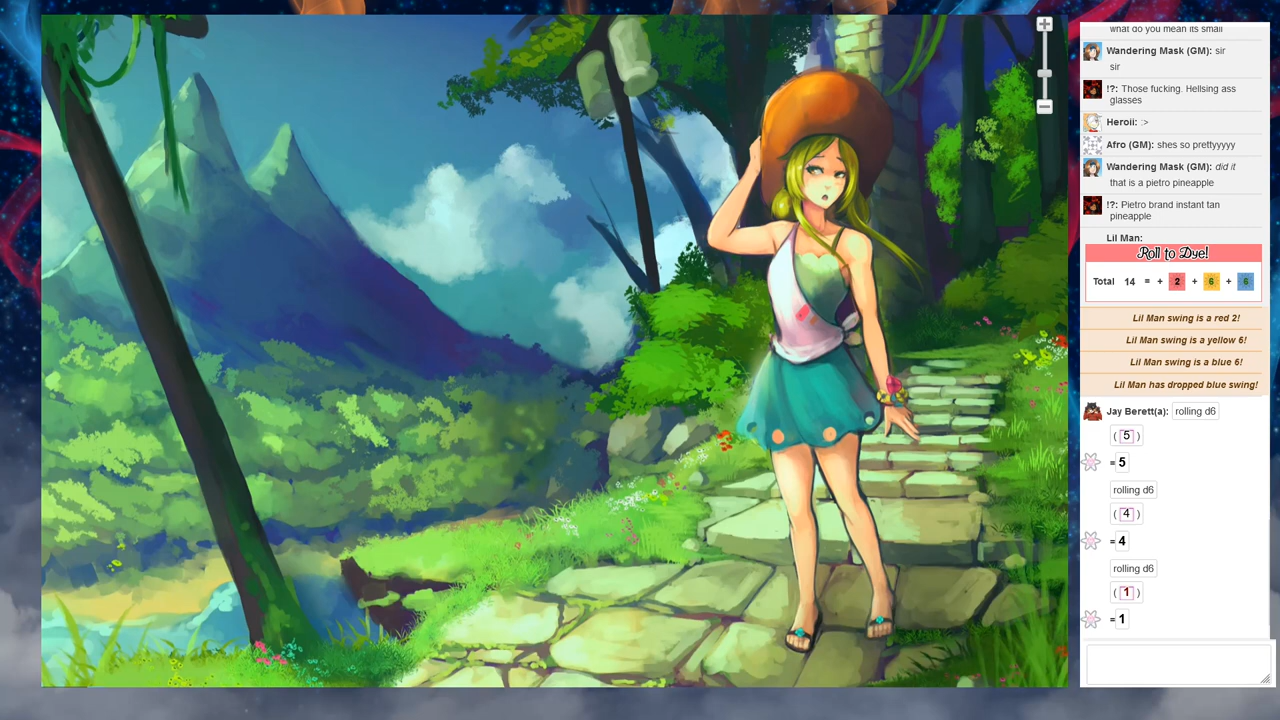 what do you mean its small
Wandering Mask (GM): sir
sir
!?: Those fucking. Hellsing ass
glasses
Heroii: :>
Afro (GM): shes so prettyyyyy
Wandering Mask (GM): did it
that is a pietro pineapple
!?: Pietro brand instant tan
pineapple
Lil Man:
Roll to Dye!
Total 14 = + 2 + 6 + 6
Lil Man swing is a red 2!
Lil Man swing is a yellow 6!
Lil Man swing is a blue 6!
Lil Man has dropped blue swing!
Jay Berett(a): rolling d6
( 5 )
= 5
rolling d6
( 4 )
= 4
rolling d6
( 1 )
= 1